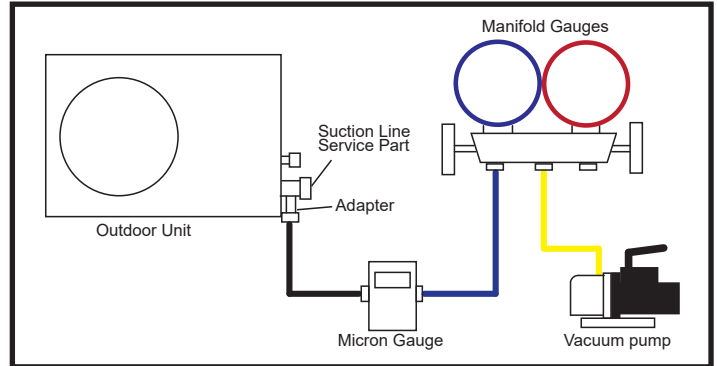 Manifold Gauges
Suction Line
Service Part
Adapter
Outdoor Unit
Micron Gauge
Vacuum pump